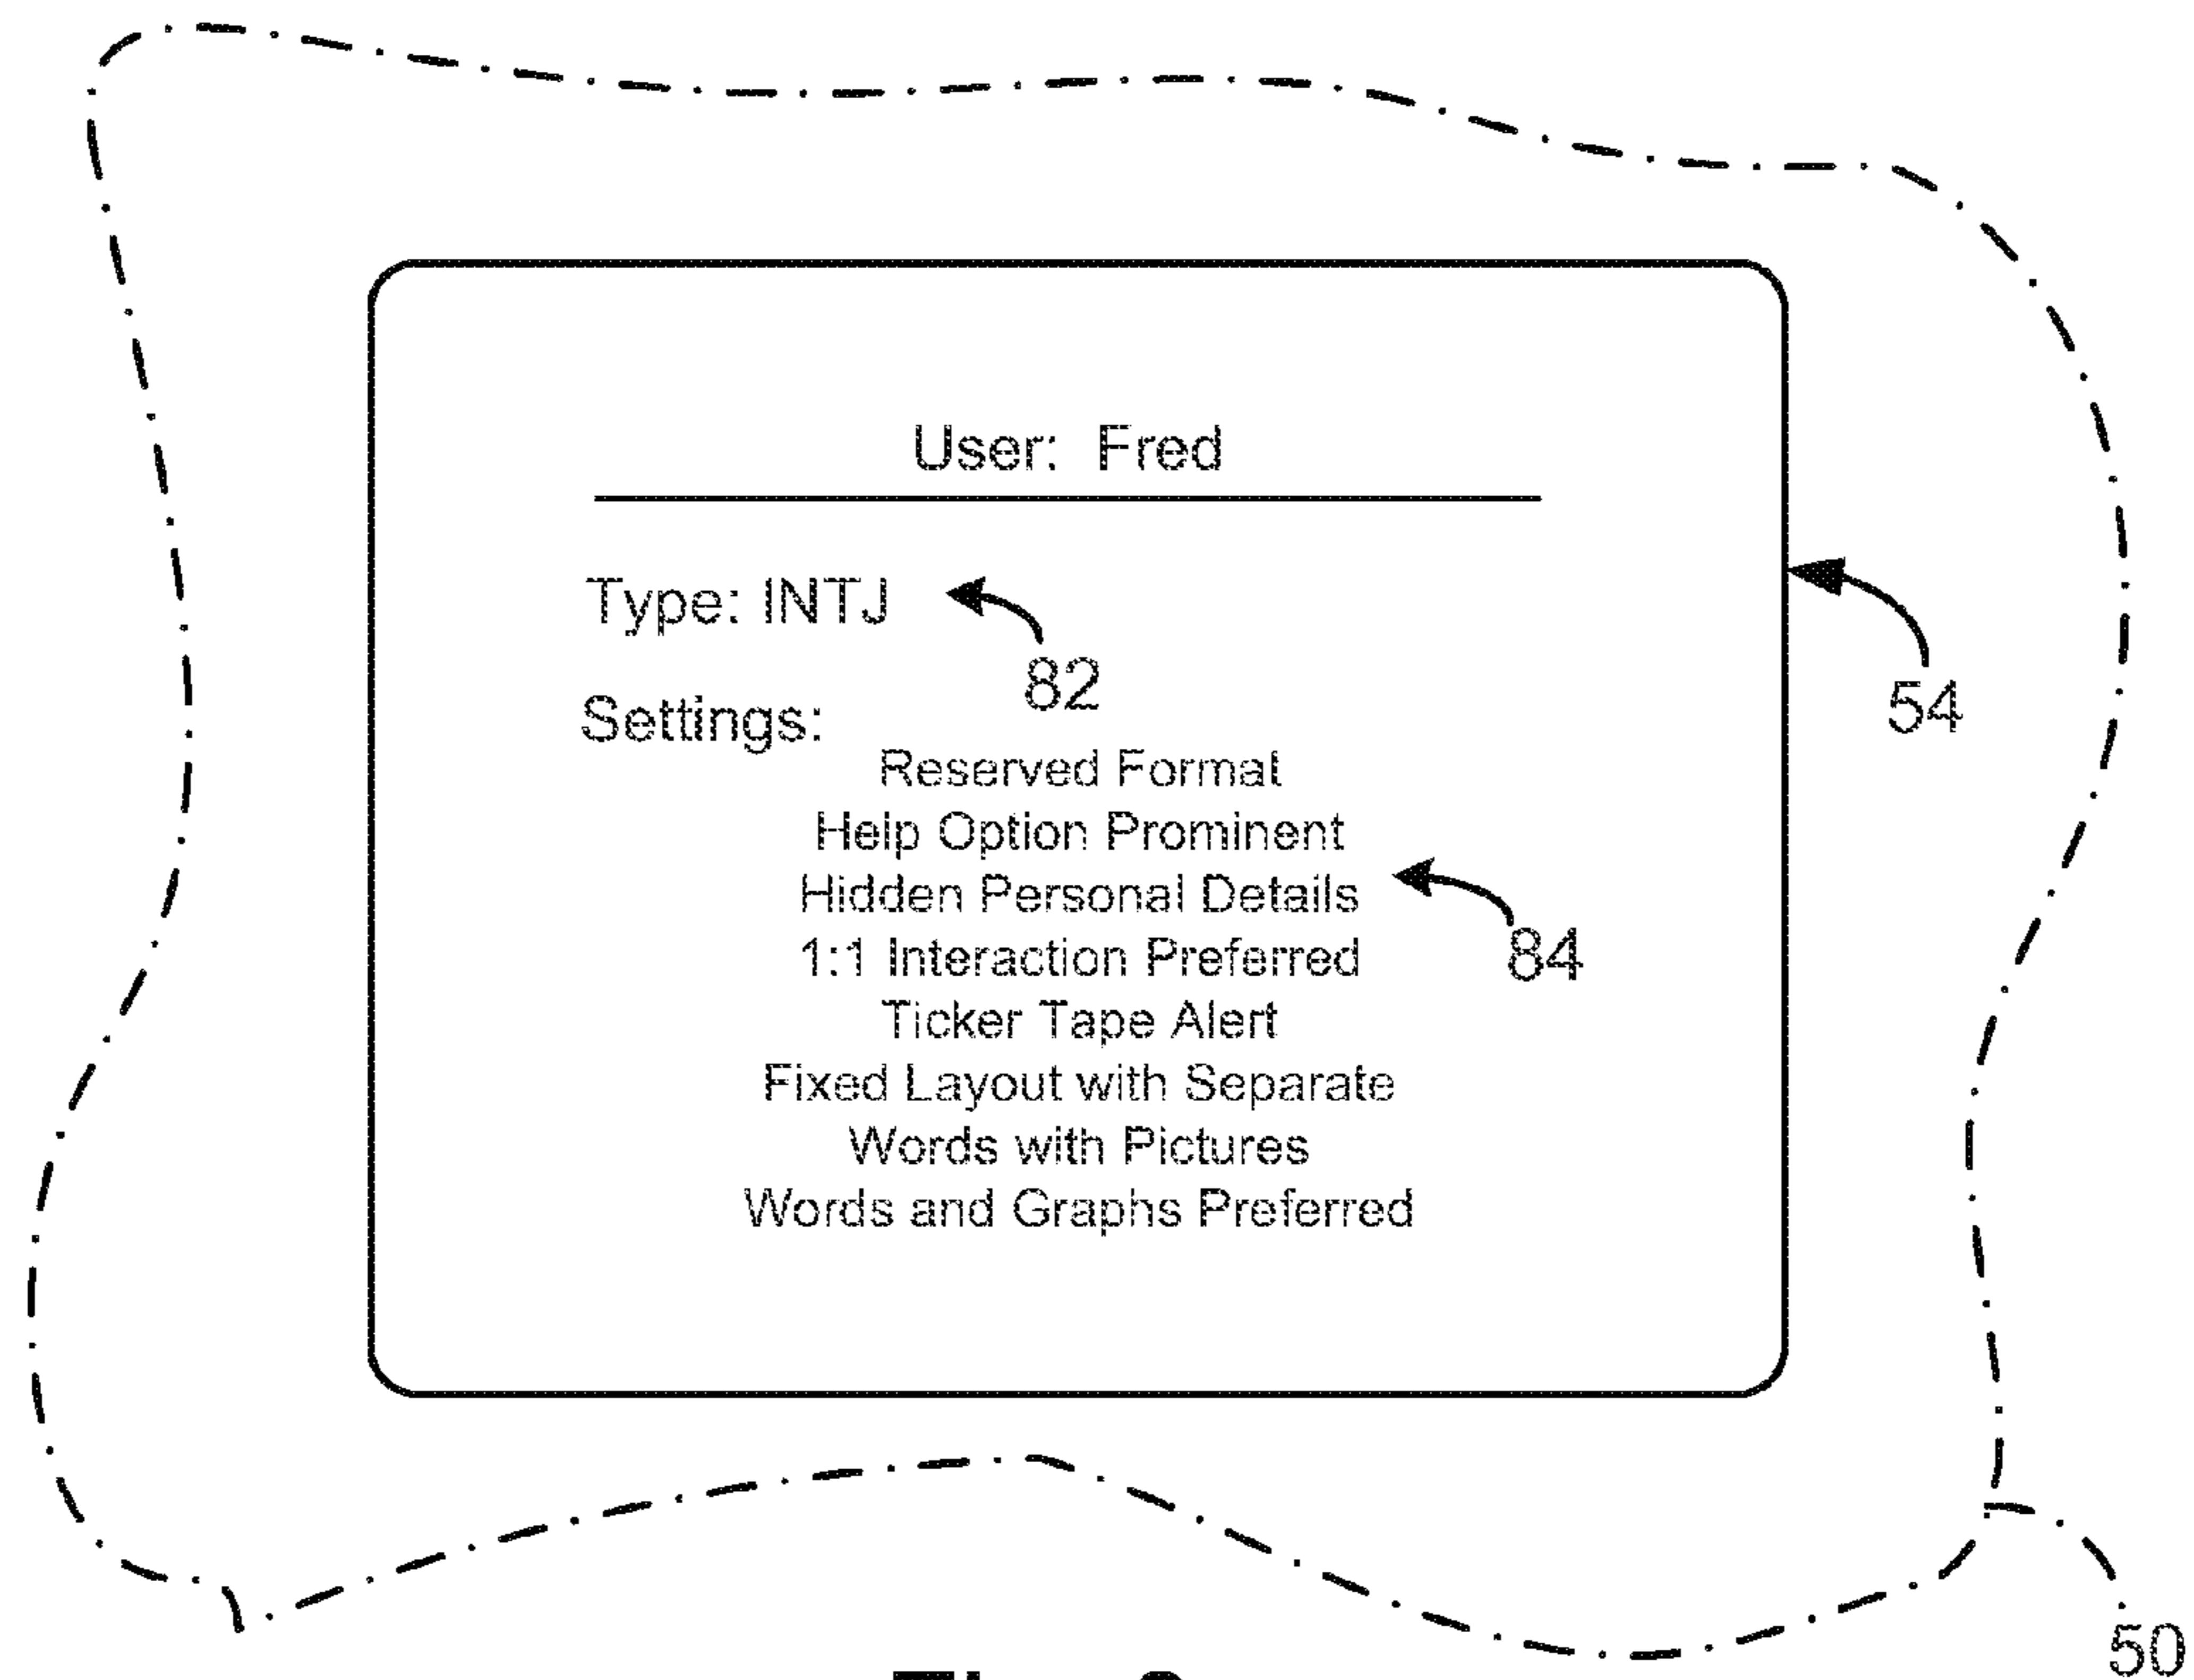 User: Fred
Type: INTJ
82
54
Settings:
Reserved Format
Help Option Prominent
Hidden Personal Details
84
1:1 Interaction Preferred
Ticker Tape Alert
Fixed Layout with Separate
Words with Pictures
Words and Graphs Preferred
50